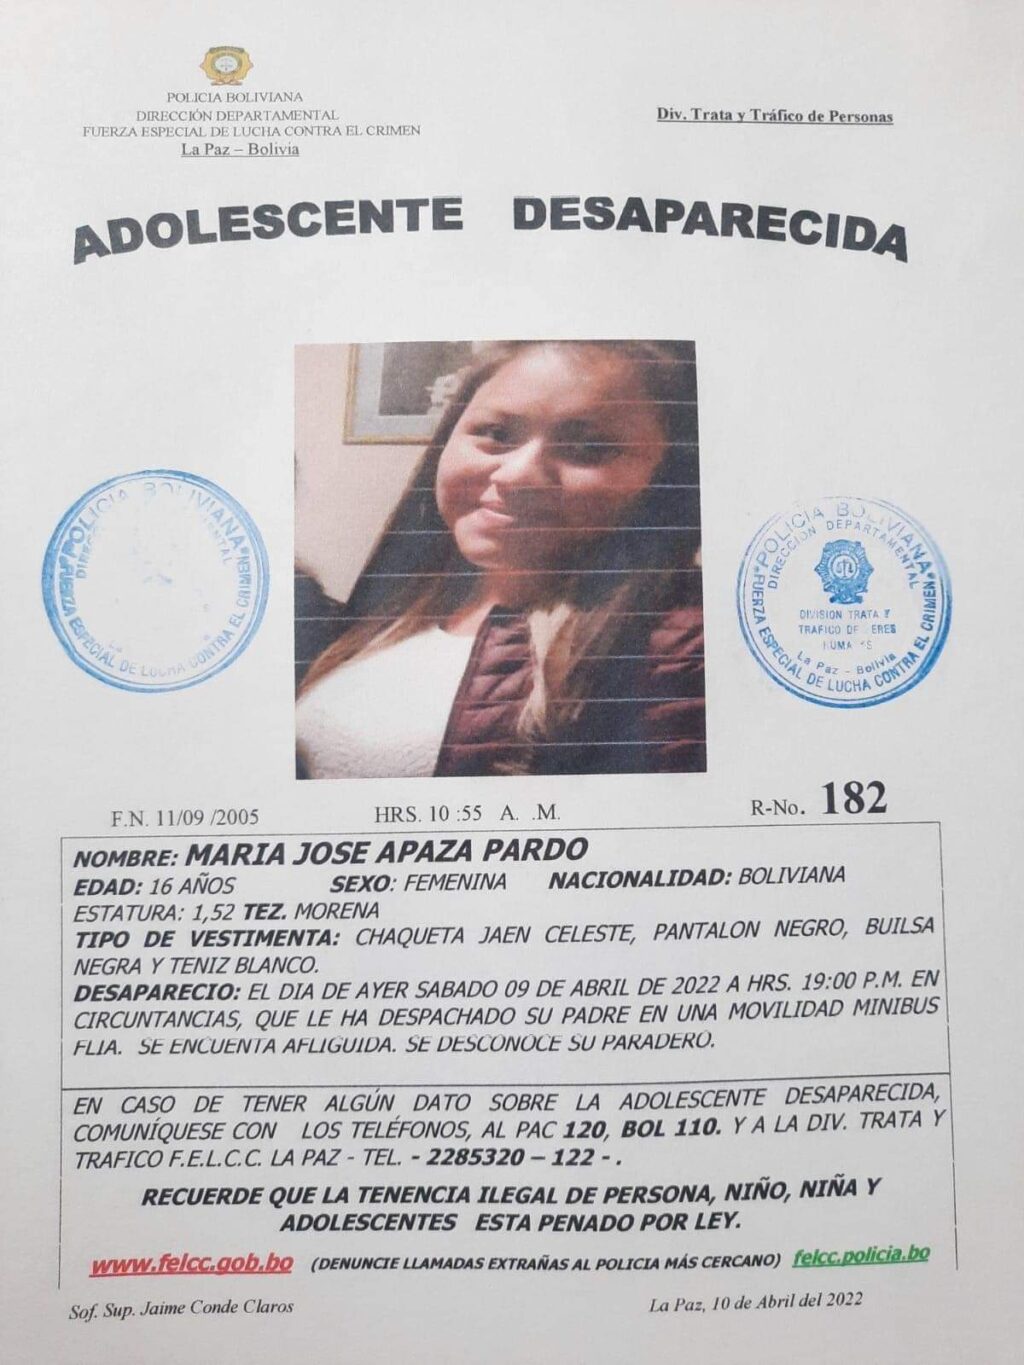 POLICIA BOLIVIANA
DIRECCIÓN DEPARTAMENTAL
FUERZA ESPECIAL DE LUCHA CONTRA EL CRIMEN
La Paz – Bolivia
Div. Trata y Tráfico de Personas
ADOLESCENTE DESAPARECIDA
POLICIA BOLIVIANA
FUERZA ESPECIAL DE LUCHA CONTRA EL CRIMEN
POLICIA BOLIVIANA
DIRECCIÓN DEPARTAMENTAL
DIVISION TRATA Y
TRAFICO DE
La Paz - Bolivia
FUERZA ESPECIAL DE LUCHA CONTRA EL CRIMEN
F.N. 11/09 /2005 HRS. 10 :55 A. .M. R-No. 182
NOMBRE: MARIA JOSE APAZA PARDO
EDAD: 16 AÑOS SEXO: FEMENINA NACIONALIDAD: BOLIVIANA
ESTATURA: 1,52 TEZ. MORENA
TIPO DE VESTIMENTA: CHAQUETA JAEN CELESTE, PANTALON NEGRO, BUILSA
NEGRA Y TENIZ BLANCO.
DESAPARECIO: EL DIA DE AYER SABADO 09 DE ABRIL DE 2022 A HRS. 19:00 P.M. EN
CIRCUNTANCIAS, QUE LE HA DESPACHADO SU PADRE EN UNA MOVILIDAD MINIBUS
FLIA. SE ENCUENTA AFLIGUIDA. SE DESCONOCE SU PARADERO.
EN CASO DE TENER ALGÚN DATO SOBRE LA ADOLESCENTE DESAPARECIDA,
COMUNÍQUESE CON LOS TELÉFONOS, AL PAC 120, BOL 110. Y A LA DIV. TRATA Y
TRAFICO F.E.L.C.C. LA PAZ - TEL. - 2285320 – 122 - .
RECUERDE QUE LA TENENCIA ILEGAL DE PERSONA, NIÑO, NIÑA Y
ADOLESCENTES ESTA PENADO POR LEY.
www.felcc.gob.bo (DENUNCIE LLAMADAS EXTRAÑAS AL POLICIA MÁS CERCANO) felcc.policia.bo
Sof. Sup. Jaime Conde Claros La Paz, 10 de Abril del 2022